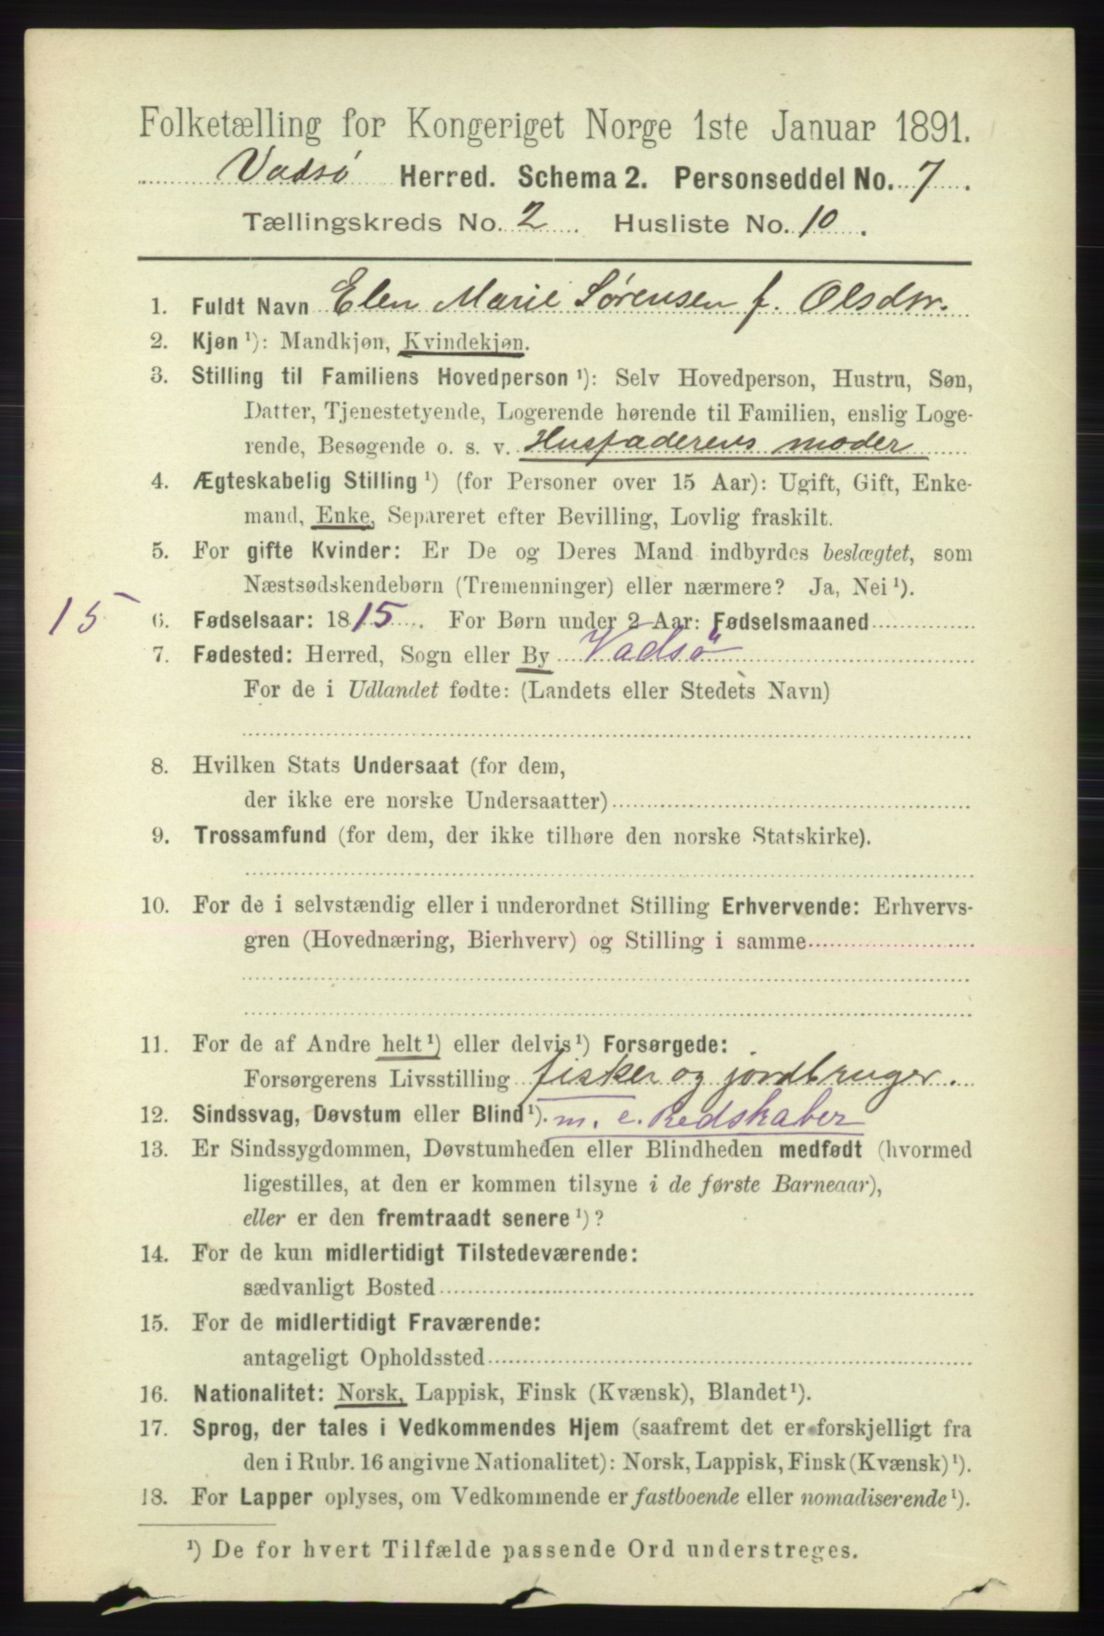 Folketælling for Kongeriget Norge 1ste Januar 1891.
Vadsø Herred. Schema 2. Personseddel No. 7.
Tællingskreds No. 2. Husliste No. 10.
1. Fuldt Navn Elen Marie Sørensen f. Olsdtr.
2. Kjøn ¹): Mandkjøn, Kvindekjøn.
3. Stilling til Familiens Hovedperson ¹): Selv Hovedperson, Hustru, Søn,
Datter, Tjenestetyende, Logerende hørende til Familien, enslig Loge-
rende, Besøgende o. s. v. Husfaderens moder
4. Ægteskabelig Stilling ¹) (for Personer over 15 Aar): Ugift, Gift, Enke-
mand, Enke, Separeret efter Bevilling, Lovlig fraskilt.
5. For gifte Kvinder: Er De og Deres Mand indbyrdes beslægtet, som
Næstsødskendebørn (Tremenninger) eller nærmere? Ja, Nei ¹).
15 6. Fødselsaar: 1815. For Børn under 2 Aar: Fødselsmaaned
7. Fødested: Herred, Sogn eller By Vadsø
For de i Udlandet fødte: (Landets eller Stedets Navn)
8. Hvilken Stats Undersaat (for dem,
der ikke ere norske Undersaatter)
9. Trossamfund (for dem, der ikke tilhøre den norske Statskirke).
10. For de i selvstændig eller i underordnet Stilling Erhvervende: Erhvervs-
gren (Hovednæring, Bierhverv) og Stilling i samme
11. For de af Andre helt ¹) eller delvis ¹) Forsørgede:
Forsørgerens Livsstilling fisker og jordbruger.
12. Sindssvag, Døvstum eller Blind ¹). m. e. Redskaber
13. Er Sindssygdommen, Døvstumheden eller Blindheden medfødt (hvormed
ligestilles, at den er kommen tilsyne i de første Barneaar),
eller er den fremtraadt senere ¹)?
14. For de kun midlertidigt Tilstedeværende:
sædvanligt Bosted
15. For de midlertidigt Fraværende:
antageligt Opholdssted
16. Nationalitet: Norsk, Lappisk, Finsk (Kvænsk), Blandet ¹).
17. Sprog, der tales i Vedkommendes Hjem (saafremt det er forskjelligt fra
den i Rubr. 16 angivne Nationalitet): Norsk, Lappisk, Finsk (Kvænsk) ¹).
18. For Lapper oplyses, om Vedkommende er fastboende eller nomadiserende ¹).
¹) De for hvert Tilfælde passende Ord understreges.